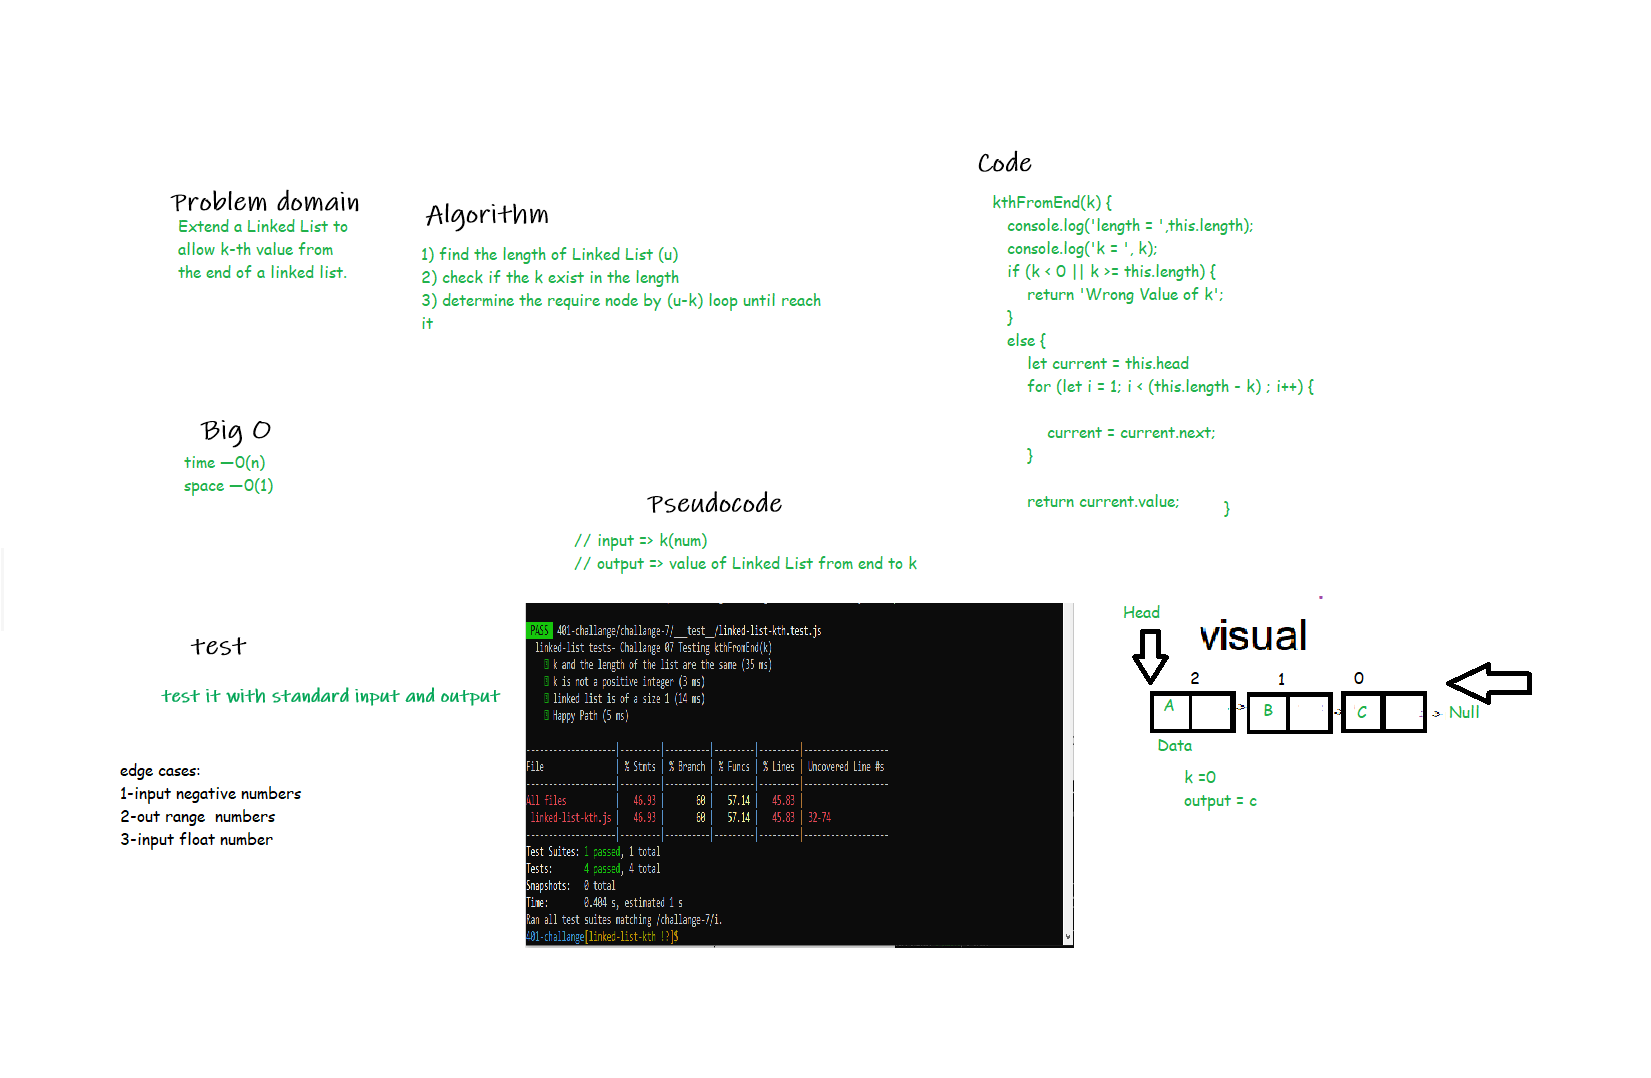 Problem domain
Extend a Linked List to
allow k-th value from
the end of a linked list.
Algorithm
1) find the length of Linked List (u)
2) check if the k exist in the length
3) determine the require node by (u-k) loop until reach
it
Code
kthFromEnd(k) {
console.log('length = ',this.length);
console.log('k = ', k);
if (k < 0 || k >= this.length) {
return 'Wrong Value of k';
}
else {
let current = this.head
for (let i = 1; i < (this.length - k) ; i++) {
current = current.next;
}
return current.value;
}
Big O
time —O(n)
space —O(1)
Pseudocode
// input => k(num)
// output => value of Linked List from end to k
test
test it with standard input and output
edge cases:
1-input negative numbers
2-out range numbers
3-input float number
PASS 401-challange/challange-7/___test__/linked-list-kth.test.js
linked-list tests- Challange 07 Testing kthFromEnd(k)
k and the length of the list are the same (35 ms)
k is not a positive integer (3 ms)
linked list is of a size 1 (14 ms)
Happy Path (5 ms)
--------------------|---------|----------|---------|---------|-------------------
File | % Stmts | % Branch | % Funcs | % Lines | Uncovered Line #s
--------------------|---------|----------|---------|---------|-------------------
All files | 46.93 | 60 | 57.14 | 45.83 |
linked-list-kth.js | 46.93 | 60 | 57.14 | 45.83 | 32-74
--------------------|---------|----------|---------|---------|-------------------
Test Suites: 1 passed, 1 total
Tests: 4 passed, 4 total
Snapshots: 0 total
Time: 0.404 s, estimated 1 s
Ran all test suites matching /challange-7/i.
401-challange[linked-list-kth !?]$
Head
visual
2 1 0
A B C Null
Data
k =0
output = c